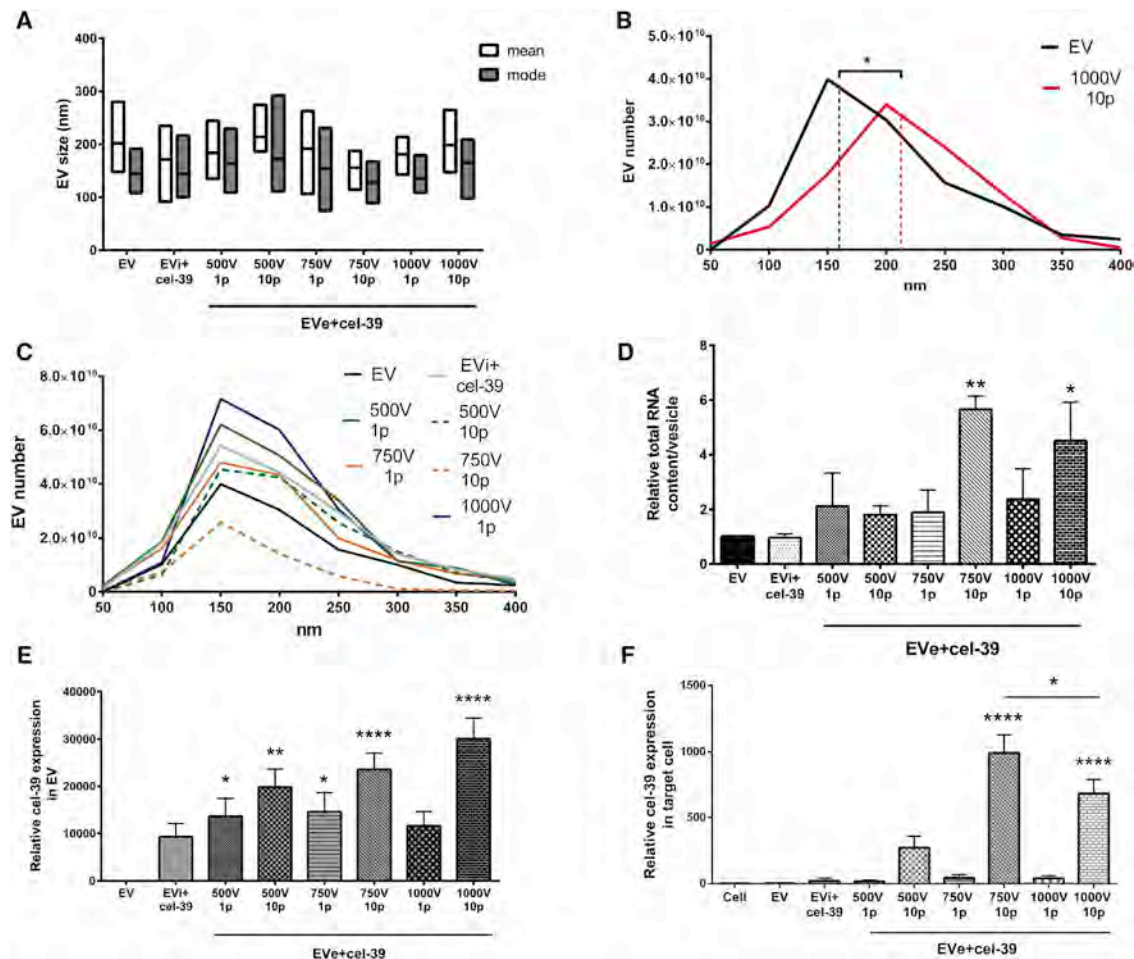 A
400
300
200
100
0
EV size (nm)
mean
mode
EV EVi+ 500V 500V 750V 750V 1000V 1000V
cel-39 1p 10p 1p 10p 1p 10p
EVe+cel-39
B
5.0×10¹⁰
4.0×10¹⁰
3.0×10¹⁰
2.0×10¹⁰
1.0×10¹⁰
0.0
EV number
*
EV
1000V
10p
50 100 150 200 250 300 350 400
nm
C
8.0×10¹⁰
6.0×10¹⁰
4.0×10¹⁰
2.0×10¹⁰
0.0
EV number
EV EVi+
cel-39
500V 500V
1p 10p
750V 750V
1p 10p
1000V
1p
50 100 150 200 250 300 350 400
nm
D
8
6
4
2
0
Relative total RNA
content/vesicle
** *
EV EVi+ 500V 500V 750V 750V 1000V 1000V
cel-39 1p 10p 1p 10p 1p 10p
EVe+cel-39
E
40000
30000
20000
10000
0
Relative cel-39 expression
in EV
* ** * **** ****
EV EVi+ 500V 500V 750V 750V 1000V 1000V
cel-39 1p 10p 1p 10p 1p 10p
EVe+cel-39
F
1500
1000
500
0
Relative cel-39 expression
in target cell
*
**** ****
Cell EV EVi+ 500V 500V 750V 750V 1000V 1000V
cel-39 1p 10p 1p 10p 1p 10p
EVe+cel-39